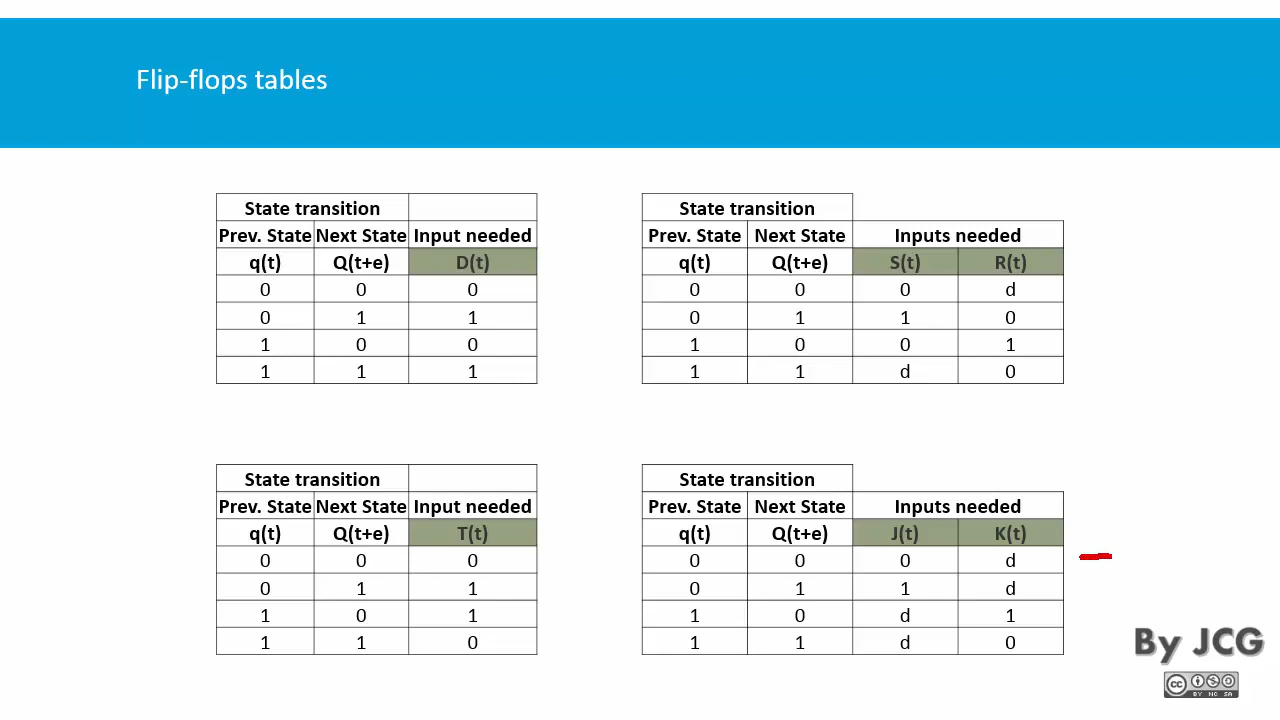 Flip-flops tables
State transition
Prev. State Next State Input needed
q(t) Q(t+e) D(t)
0 0 0
0 1 1
1 0 0
1 1 1
State transition
Prev. State Next State Inputs needed
q(t) Q(t+e) S(t) R(t)
0 0 0 d
0 1 1 0
1 0 0 1
1 1 d 0
State transition
Prev. State Next State Input needed
q(t) Q(t+e) T(t)
0 0 0
0 1 1
1 0 1
1 1 0
State transition
Prev. State Next State Inputs needed
q(t) Q(t+e) J(t) K(t)
0 0 0 d
0 1 1 d
1 0 d 1
1 1 d 0
By JCG
cc
BY NC SA